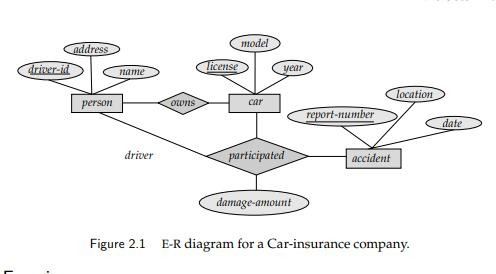 model
address
driver-id
name
license
year
location
person
owns
car
report-number
date
driver
participated
accident
damage-amount
Figure 2.1 E-R diagram for a Car-insurance company.